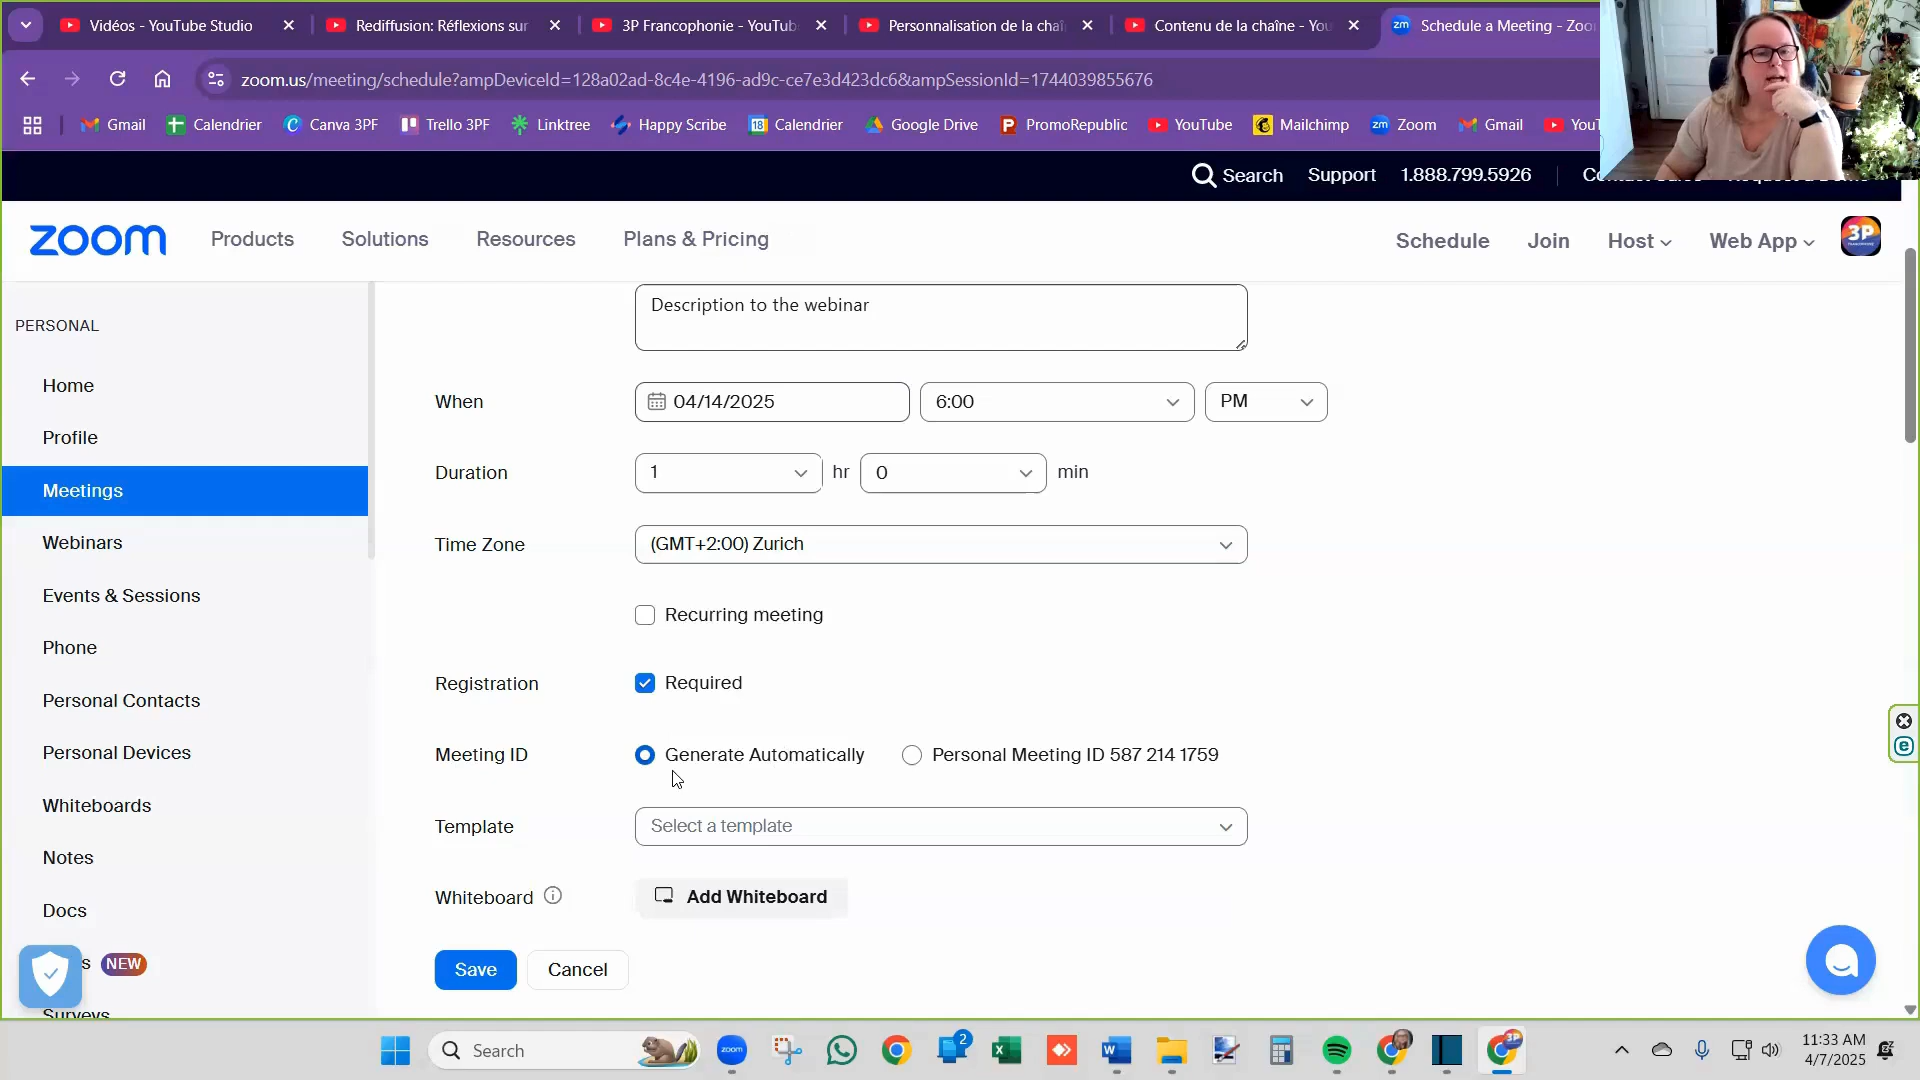 Vidéos - YouTube Studio
Rediffusion: Réflexions sur
3P Francophonie - YouTub
Personnalisation de la chaî
Contenu de la chaîne - You
zm Schedule a Meeting - Zoo
zoom.us/meeting/schedule?ampDeviceId=128a02ad-8c4e-4196-ad9c-ce7e3d423dc6&ampSessionId=1744039855676
Gmail
Calendrier
Canva 3PF
Trello 3PF
Linktree
Happy Scribe
Calendrier
Google Drive
PromoRepublic
YouTube
Mailchimp
zm Zoom
Gmail
Search
Support
1.888.799.5926
zoom
Products
Solutions
Resources
Plans & Pricing
Schedule
Join
Host
Web App
3P
PERSONAL
Home
Profile
Meetings
Webinars
Events & Sessions
Phone
Personal Contacts
Personal Devices
Whiteboards
Notes
Docs
NEW
Surveys
Description to the webinar
When
04/14/2025
6:00
PM
Duration
1
hr
0
min
Time Zone
(GMT+2:00) Zurich
Recurring meeting
Registration
Required
Meeting ID
Generate Automatically
Personal Meeting ID 587 214 1759
Template
Select a template
Whiteboard
Add Whiteboard
Save
Cancel
Search
zoom
2
11:33 AM
4/7/2025